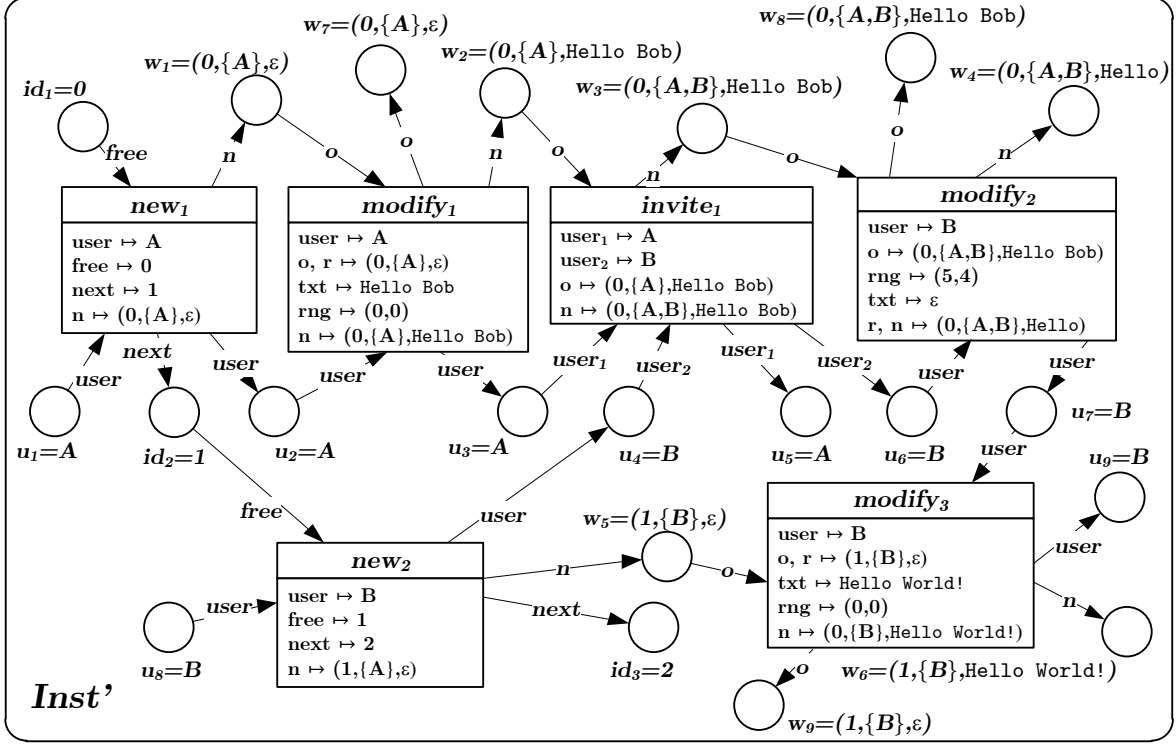 w7=(0,{A},ε)
w8=(0,{A,B},Hello Bob)
w1=(0,{A},ε)
w2=(0,{A},Hello Bob)
w4=(0,{A,B},Hello)
id1=0
w3=(0,{A,B},Hello Bob)
free
n
o
o
n
o
n
o
o
n
new1
user ↦ A
free ↦ 0
next ↦ 1
n ↦ (0,{A},ε)
modify1
user ↦ A
o, r ↦ (0,{A},ε)
txt ↦ Hello Bob
rng ↦ (0,0)
n ↦ (0,{A},Hello Bob)
invite1
user1 ↦ A
user2 ↦ B
o ↦ (0,{A},Hello Bob)
n ↦ (0,{A,B},Hello Bob)
modify2
user ↦ B
o ↦ (0,{A,B},Hello Bob)
rng ↦ (5,4)
txt ↦ ε
r, n ↦ (0,{A,B},Hello)
user
next
user
user
user
user1
user2
user1
user2
user
user
u1=A
id2=1
u2=A
u3=A
u4=B
u5=A
u6=B
u7=B
user
u9=B
free
user
w5=(1,{B},ε)
new2
user ↦ B
free ↦ 1
next ↦ 2
n ↦ (1,{A},ε)
modify3
user ↦ B
o, r ↦ (1,{B},ε)
txt ↦ Hello World!
rng ↦ (0,0)
n ↦ (0,{B},Hello World!)
user
n
next
o
user
n
u8=B
id3=2
w6=(1,{B},Hello World!)
o
w9=(1,{B},ε)
Inst'